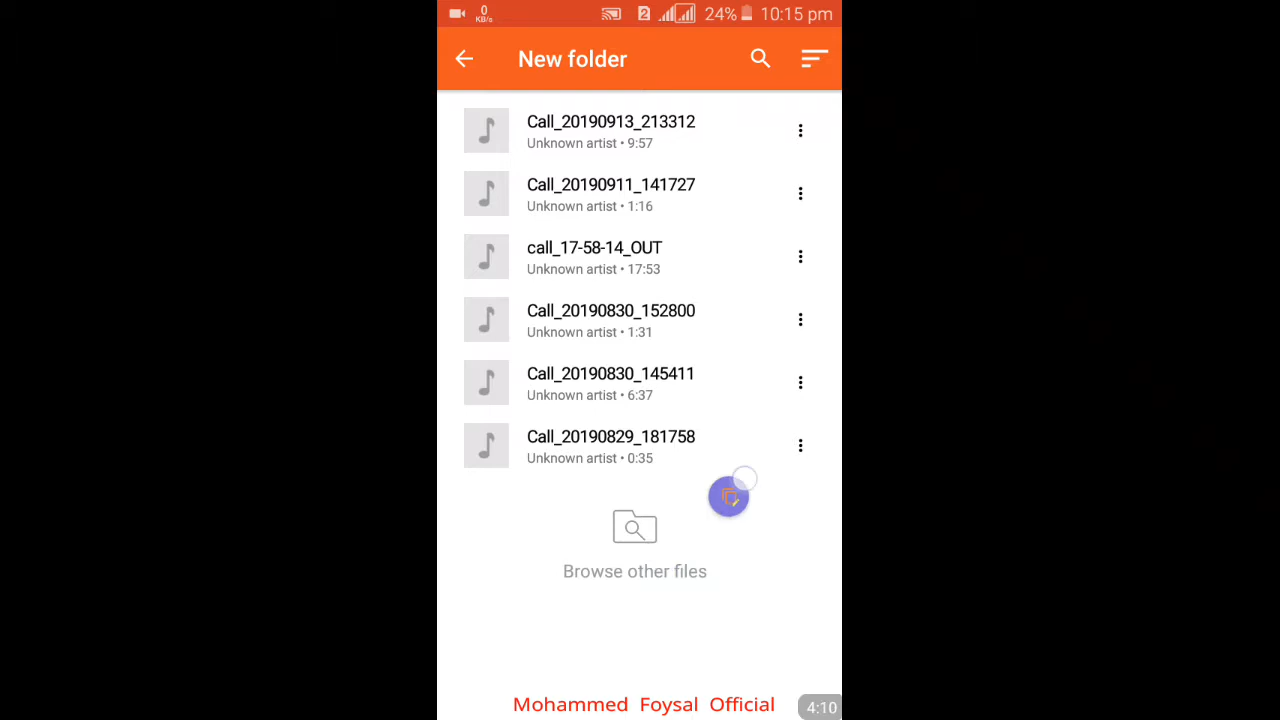 0
KB/s
2
24%
10:15 pm
New folder
Call_20190913_213312
Unknown artist • 9:57
Call_20190911_141727
Unknown artist • 1:16
call_17-58-14_OUT
Unknown artist • 17:53
Call_20190830_152800
Unknown artist • 1:31
Call_20190830_145411
Unknown artist • 6:37
Call_20190829_181758
Unknown artist • 0:35
Browse other files
Mohammed Foysal Official
4:10